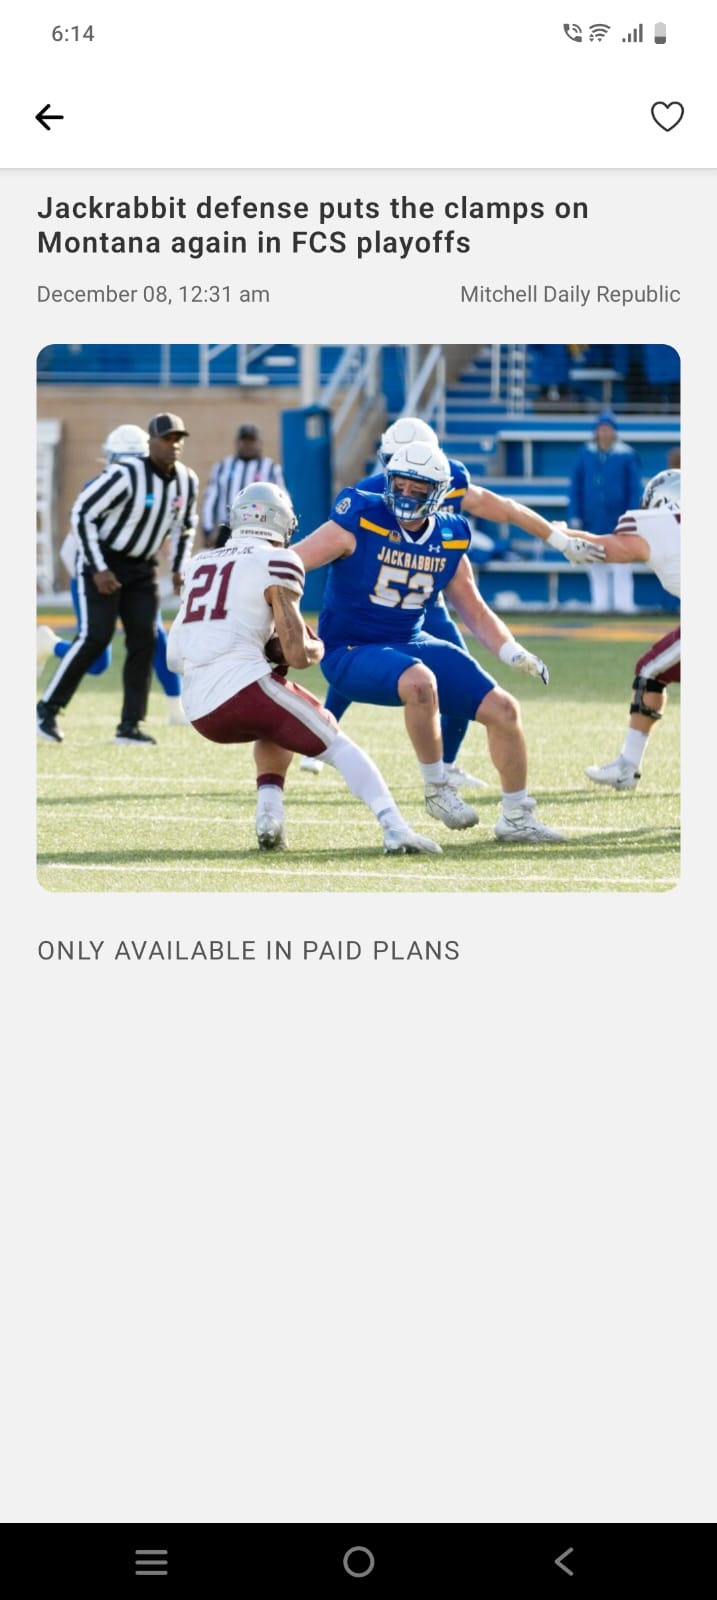 6:14
Jackrabbit defense puts the clamps on
Montana again in FCS playoffs
December 08, 12:31 am
Mitchell Daily Republic
21
JACKRABBITS
52
ONLY AVAILABLE IN PAID PLANS